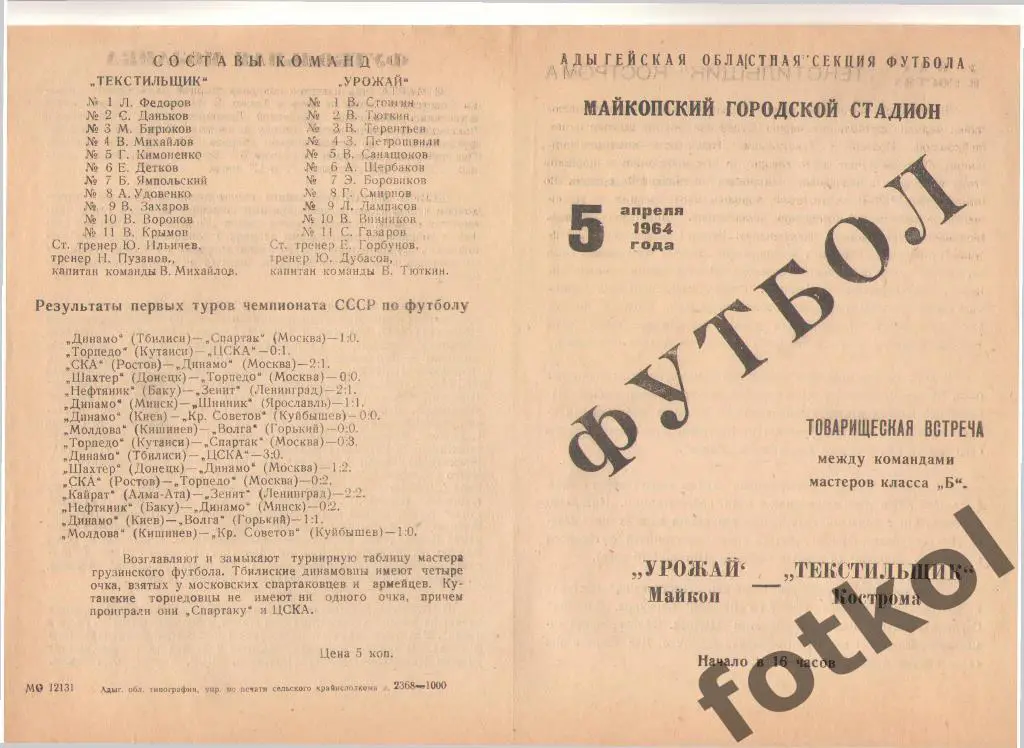 СОСТАВЫ КОМАНД
„ТЕКСТИЛЬЩИК“
№ 1 Л. Федоров
№ 2 С. Даньков
№ 3 М. Бирюков
№ 4 В. Михайлов
№ 5 Г. Кимоненко
№ 6 Е. Детков
№ 7 Б. Ямпольский
№ 8 А. Удовенко
№ 9 В. Захаров
№ 10 В. Воронов
№ 11 В. Крымов
Ст. тренер Ю. Ильичев,
тренер Н. Пузанов.,
капитан команды В. Михайлов.
„УРОЖАЙ“
№ 1 В. Стошин
№ 2 В. Тюткин,
№ 3 В. Терентьев
№ 4 З. Петрошвили
№ 5 В. Санашоков
№ 6 А. Щербаков
№ 7 Э. Боровиков
№ 8 Г. Смирнов
№ 9 Л. Дампасов
№ 10 В. Винников
№ 11 С. Газаров
Ст. тренер Е. Горбунов,
тренер Ю. Дубасов,
капитан команды В. Тюткин.
Результаты первых туров чемпионата СССР по футболу
„Динамо“ (Тбилиси)—„Спартак“ (Москва)—1:0.
„Торпедо“ (Кутаиси)—„ЦСКА“—0:1.
„СКА“ (Ростов)—„Динамо“ (Москва)—2:1.
„Шахтер“ (Донецк)—„Торпедо“ (Москва)—0:0.
„Нефтяник“ (Баку)—„Зенит“ (Ленинград)—2:1.
„Динамо“ (Минск)—„Шинник“ (Ярославль)—1:1.
„Динамо“ (Киев)—„Кр. Советов“ (Куйбышев)—0:0.
„Молдова“ (Кишинев)—„Волга“ (Горький)—0:0.
„Торпедо“ (Кутаиси)—„Спартак“ (Москва)—0:3.
„Динамо“ (Тбилиси)—„ЦСКА“—3:0.
„Шахтер“ (Донецк)—„Динамо“ (Москва)—1:2.
„СКА“ (Ростов)—„Торпедо“ (Москва)—0:2.
„Кайрат“ (Алма-Ата)—„Зенит“ (Ленинград)—2:2.
„Нефтяник“ (Баку)—„Динамо“ (Минск)—0:2.
„Динамо“ (Киев)—„Волга“ (Горький)—1:1.
„Молдова“ (Кишинев)—„Кр. Советов“ (Куйбышев)—1:0.
Возглавляют и замыкают турнирную таблицу мастера
грузинского футбола. Тбилиские динамовцы имеют четыре
очка, взятых у московских спартаковцев и армейцев. Ку-
таиские торпедовцы не имеют ни одного очка, причем
проиграли они „Спартаку“ и ЦСКА.
Цена 5 коп.
МО 12131 Адыг. обл. типография, упр. по печати сельского крайисполкома з. 2368—1000
АДЫГЕЙСКАЯ ОБЛАСТНАЯ СЕКЦИЯ ФУТБОЛА
МАЙКОПСКИЙ ГОРОДСКОЙ СТАДИОН
5 апреля
1964
года
ФУТБОЛ
ТОВАРИЩЕСКАЯ ВСТРЕЧА
между командами
мастеров класса „Б“.
„УРОЖАЙ“ — „ТЕКСТИЛЬЩИК“
Майкоп Кострома
Начало в 16 часов
fotkol